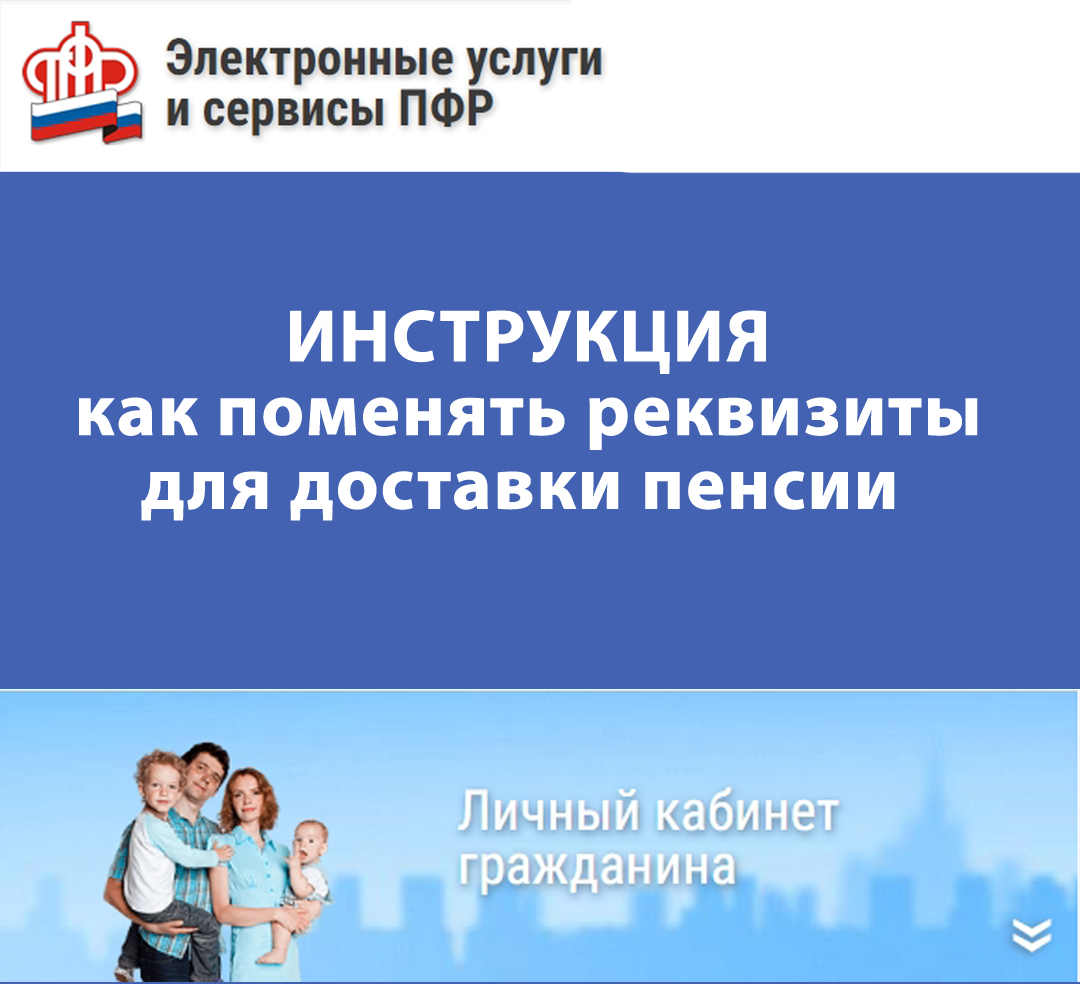 Электронные услуги
и сервисы ПФР
ИНСТРУКЦИЯ
как поменять реквизиты
для доставки пенсии
Личный кабинет
гражданина